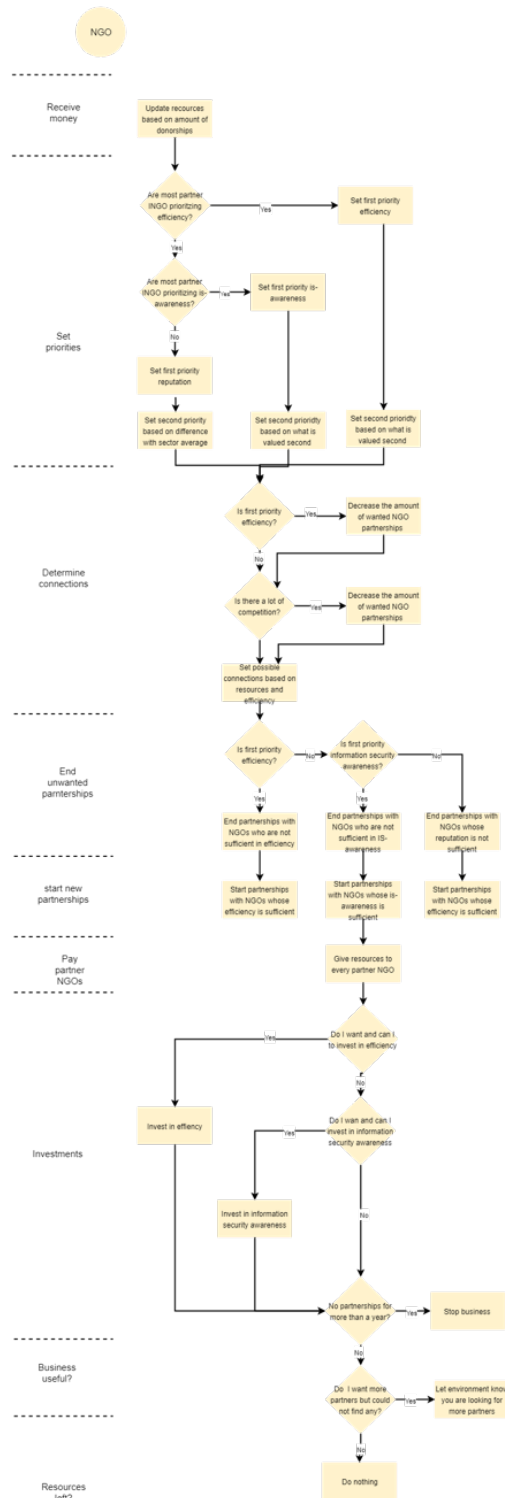 NGO
Receive
money
Update recources
based on amount of
donorships
Are most partner
INGO prioritzing
efficiency?
Yes
Set first priority
efficiency
Yes
Are most partner
INGO prioritizing is-
awareness?
Yes
Set first priority is-
awareness
No
Set
priorities
Set first priority
reputation
Set second priority
based on difference
with sector average
Set second prioridty
based on what is
valued second
Set second prioridty
based on what is
valued second
Is first priority
efficiency?
Yes
Decrease the amount
of wanted NGO
partnerships
No
Determine
connections
Is there a lot of
competition?
Yes
Decrease the amount
of wanted NGO
partnerships
Set possible
connections based on
resources and
efficiency
End
unwanted
parnterships
Is first priority
efficiency?
No
Is first priority
information security
awareness?
No
Yes
Yes
End partnerships with
NGOs who are not
sufficient in efficiency
End partnerships with
NGOs who are not
sufficient in IS-
awareness
End partnerships with
NGOs whose
reputation is not
sufficient
start new
partnerships
Start partnerships
with NGOs whose
efficiency is sufficient
Start partnerships
with NGOs whose is-
awareness is
sufficient
Start partnerships
with NGOs whose
efficiency is sufficient
Pay
partner
NGOs
Give resources to
every partner NGO
Do I want and can I
to invest in efficiency
Yes
No
Invest in effiency
Do I wan and can I
invest in information
security awareness
Yes
Investments
No
Invest in information
security awareness
No partnerships for
more than a year?
Yes
Stop business
No
Business
useful?
Do I want more
partners but could
not find any?
Yes
Let environment know
you are looking for
more partners
No
Do nothing
Resources
left?